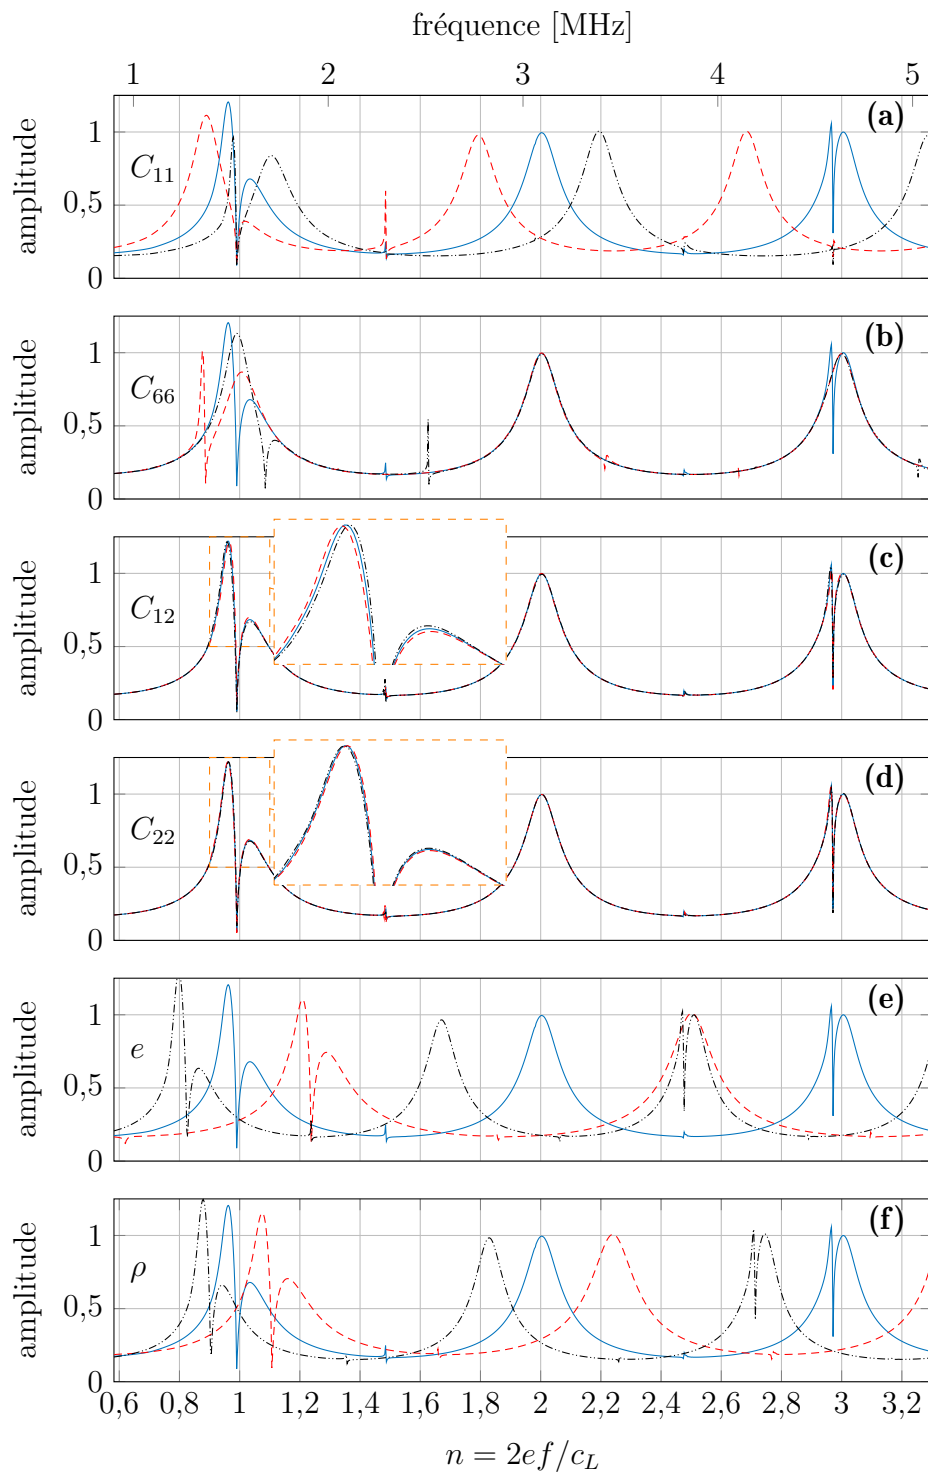 fréquence [MHz]
1 2 3 4 5
amplitude
1
0,5
0
C11
(a)
amplitude
1
0,5
0
C66
(b)
amplitude
1
0,5
0
C12
(c)
amplitude
1
0,5
0
C22
(d)
amplitude
1
0,5
0
e
(e)
amplitude
1
0,5
0
ρ
(f)
0,6 0,8 1 1,2 1,4 1,6 1,8 2 2,2 2,4 2,6 2,8 3 3,2
n = 2ef/cL